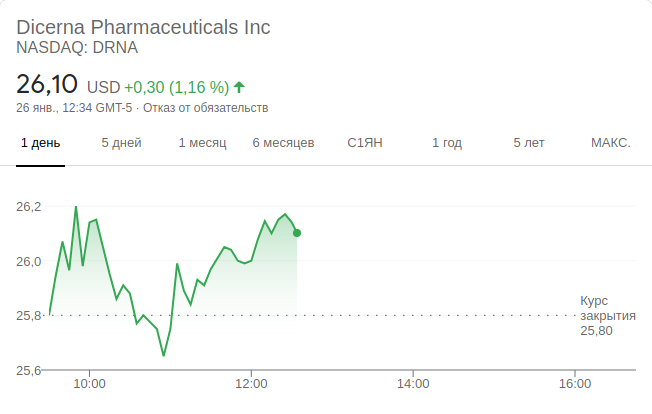 Dicerna Pharmaceuticals Inc
NASDAQ: DRNA
26,10 USD +0,30 (1,16 %)
26 янв., 12:34 GMT-5 · Отказ от обязательств
1 день 5 дней 1 месяц 6 месяцев С1ЯН 1 год 5 лет МАКС.
26,2
26,0
25,8
25,6
Курс
закрытия
25,80
10:00 12:00 14:00 16:00